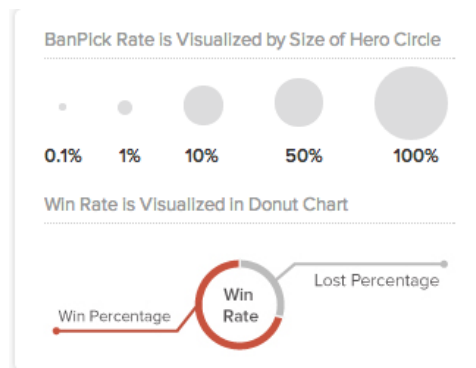 BanPick Rate is Visualized by Size of Hero Circle
0.1% 1% 10% 50% 100%
Win Rate is Visualized in Donut Chart
Lost Percentage
Win
Rate
Win Percentage